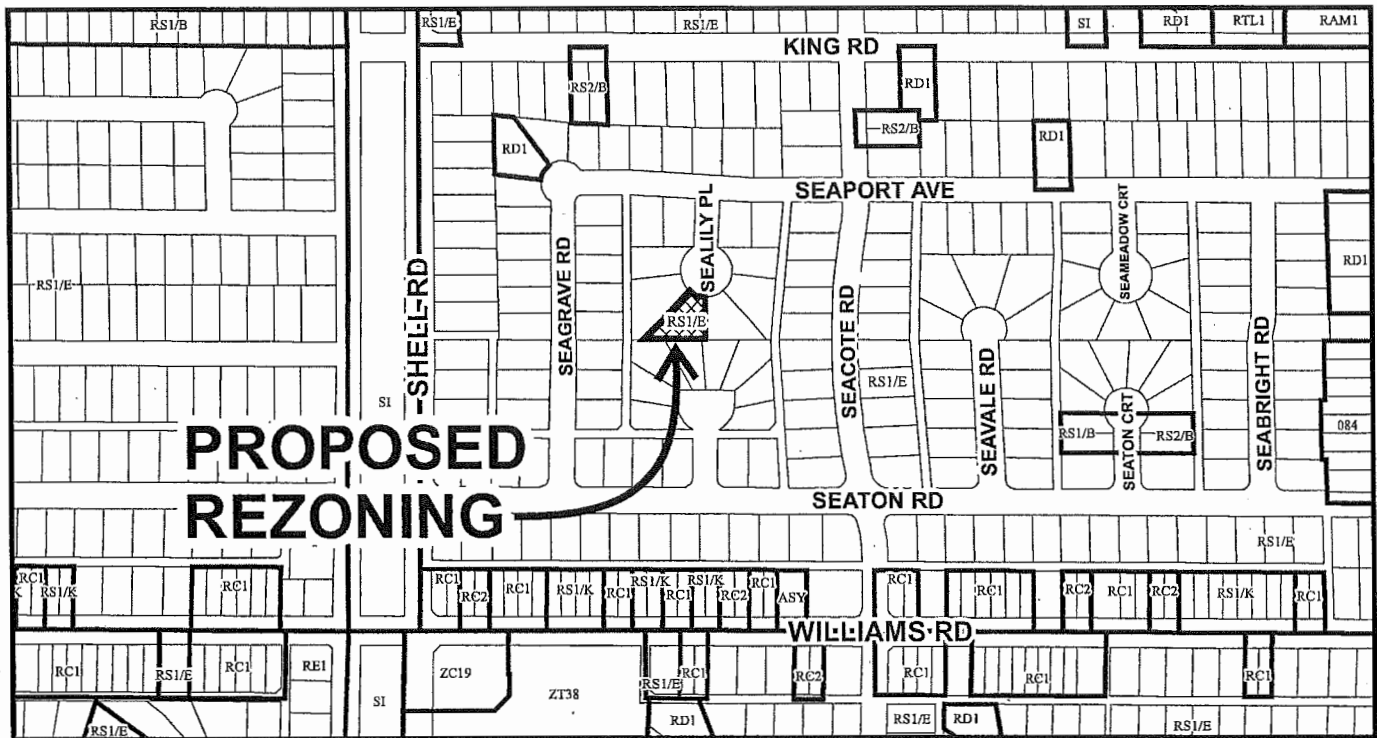 RS1/B
RS1/E
RS1/E
SI
RD1
RTL1
RAM1
KING RD
RS2/B
RD1
RS2/B
RD1
RD1
SEAPORT AVE
SEALILY PL
SEAMEADOW CRT
RD1
SEAGRAVE RD
RS1/E
RS1/E
SHELL RD
SEACOTE RD
SEAVALE RD
SEABRIGHT RD
RS1/E
SI
PROPOSED
REZONING
RS1/B
RS2/B
SEATON CRT
084
SEATON RD
RS1/E
RC1
K
RS1/K
RC1
RC1
RC2
RC1
RS1/K
RC1
RS1/K
RC1
RS1/K
RC2
RC1
ASY
RC1
RC1
RC2
RC1
RC2
RS1/K
RC1
WILLIAMS RD
RC1
RS1/E
RC1
RE1
SI
ZC19
ZT38
RS1/E
RC1
RC2
RC1
RC1
RC1
RS1/E
RD1
RS1/E
RD1
RS1/E